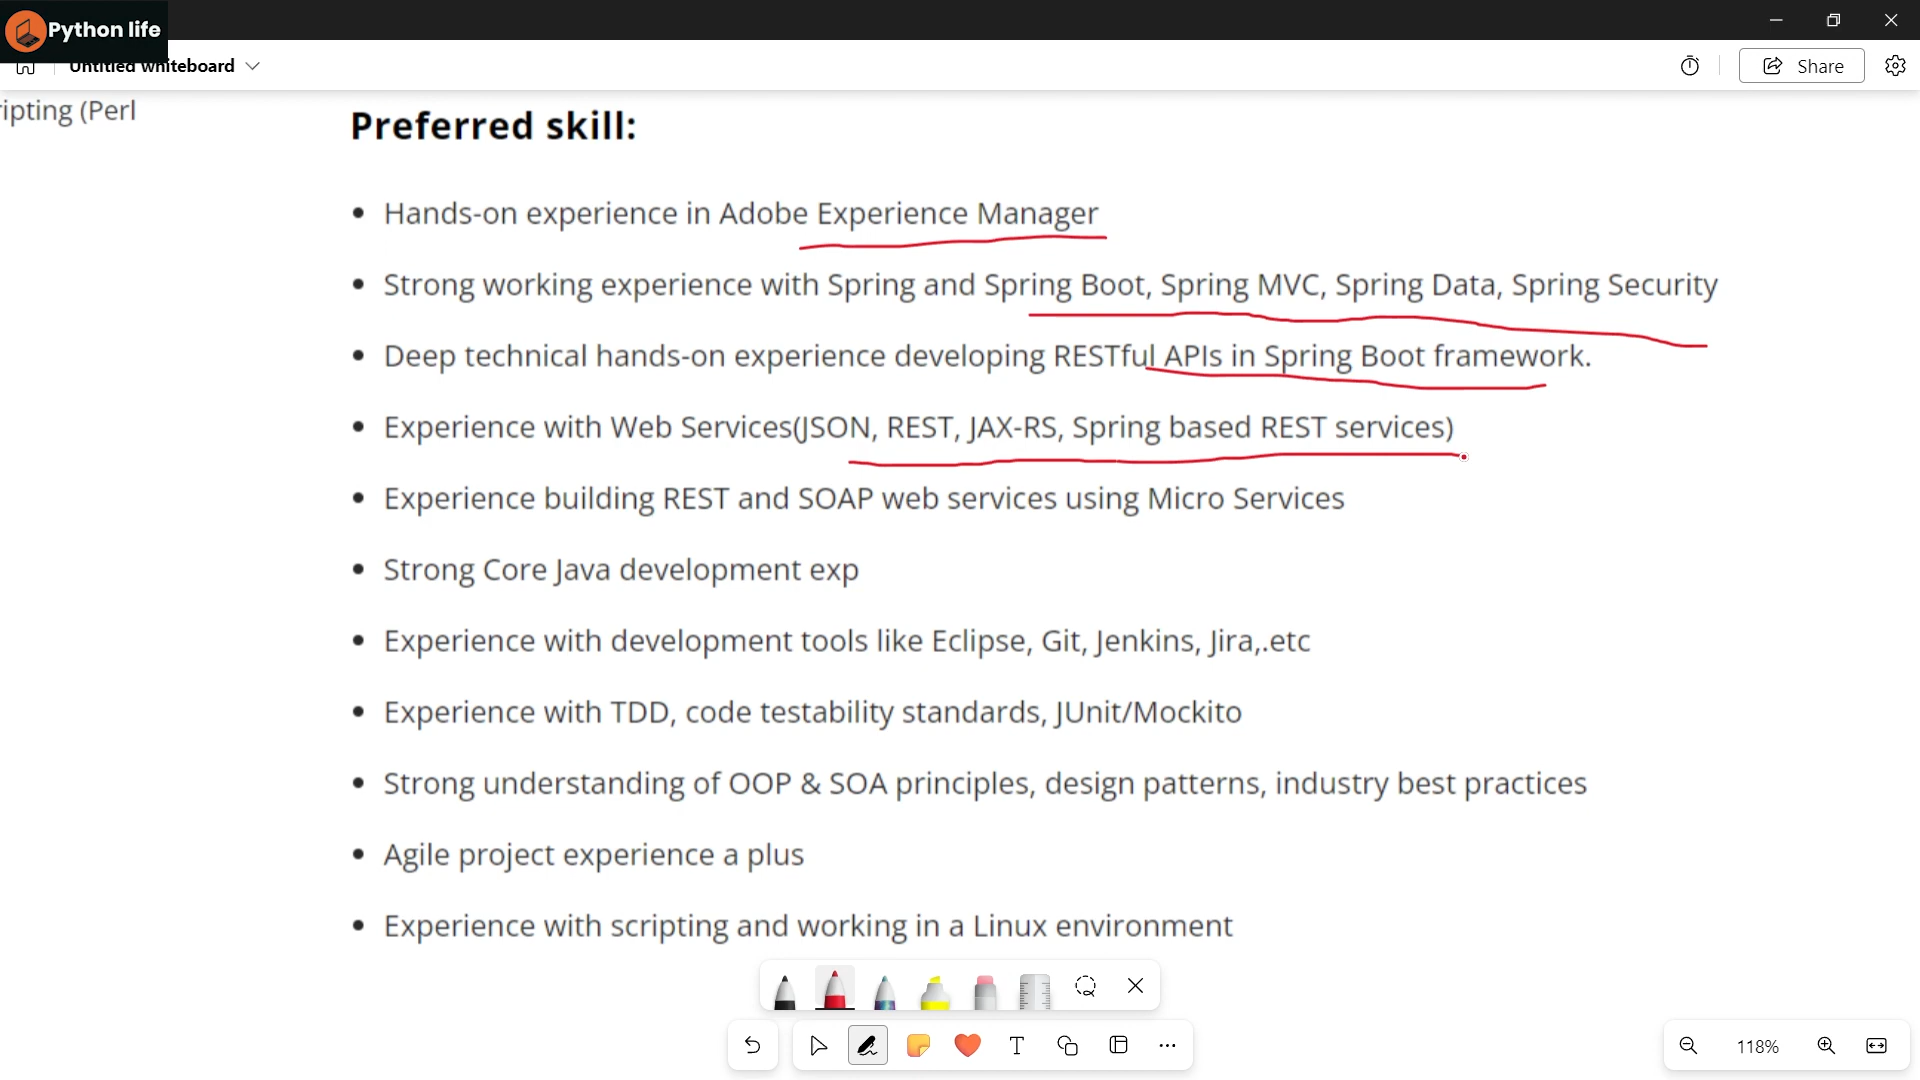 Python life
Untitled whiteboard
Share
ripting (Perl
Preferred skill:
• Hands-on experience in Adobe Experience Manager
• Strong working experience with Spring and Spring Boot, Spring MVC, Spring Data, Spring Security
• Deep technical hands-on experience developing RESTful APIs in Spring Boot framework.
• Experience with Web Services(JSON, REST, JAX-RS, Spring based REST services)
• Experience building REST and SOAP web services using Micro Services
• Strong Core Java development exp
• Experience with development tools like Eclipse, Git, Jenkins, Jira,.etc
• Experience with TDD, code testability standards, JUnit/Mockito
• Strong understanding of OOP & SOA principles, design patterns, industry best practices
• Agile project experience a plus
• Experience with scripting and working in a Linux environment
118%